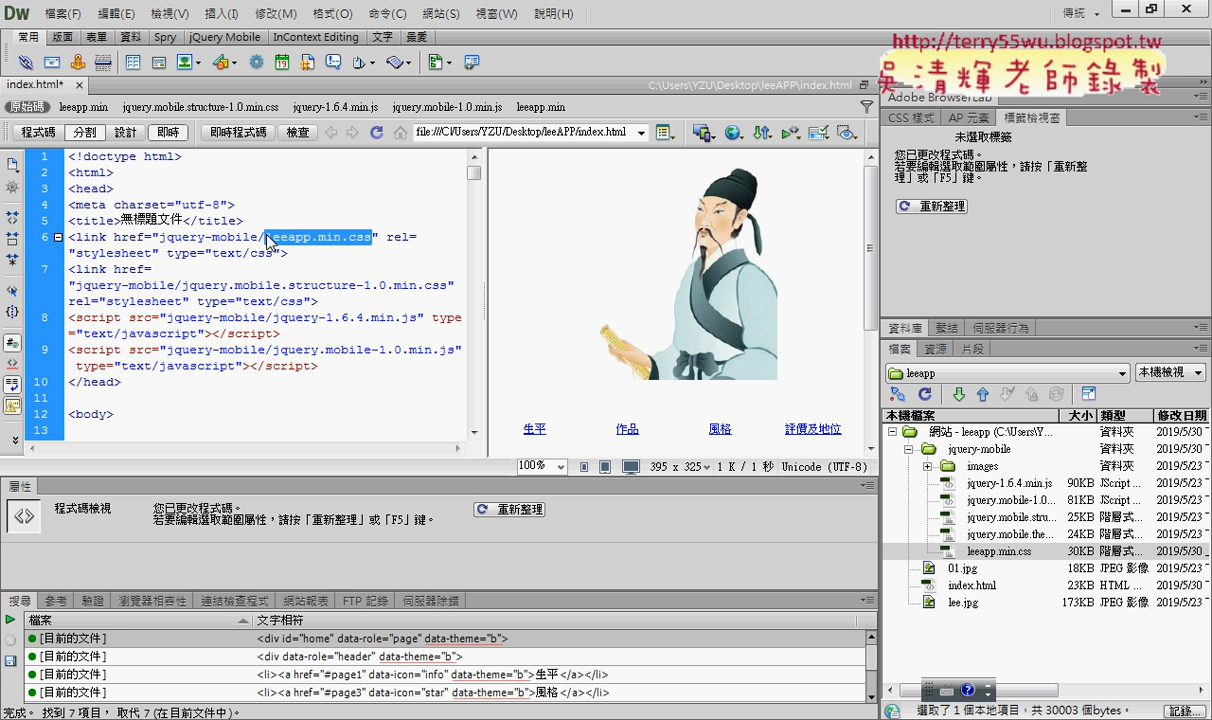 Dw 檔案(F) 編輯(E) 檢視(V) 插入(I) 修改(M) 格式(O) 命令(C) 網站(S) 視窗(W) 說明(H) 傳統
常用 版面 表單 資料 Spry jQuery Mobile InContext Editing 文字 我的最愛
http://terry55wu.blogspot.tw
吳清輝老師錄製
index.html* C:\Users\YZU\Desktop\leeAPP\index.html
Adobe BrowserLab
原始碼 leeapp.min jquery.mobile.structure-1.0.min.css jquery-1.6.4.min.js jquery.mobile-1.0.min.js leeapp.min
程式碼 分割 設計 即時 即時程式碼 檢查 file:///C|/Users/YZU/Desktop/leeAPP/index.html
CSS 樣式 AP 元素 標籤檢視窗
未選取標籤
您已更改程式碼。
若要編輯選取範圍屬性，請按「重新整
理」或「F5」鍵。
重新整理
1 <!doctype html>
2 <html>
3 <head>
4 <meta charset="utf-8">
5 <title>無標題文件</title>
6 <link href="jquery-mobile/leeapp.min.css" rel=
"stylesheet" type="text/css">
7 <link href=
"jquery-mobile/jquery.mobile.structure-1.0.min.css"
rel="stylesheet" type="text/css">
8 <script src="jquery-mobile/jquery-1.6.4.min.js" type
="text/javascript"></script>
9 <script src="jquery-mobile/jquery.mobile-1.0.min.js"
type="text/javascript"></script>
10 </head>
11
12 <body>
13
生平 作品 風格 評價及地位
100% 395 x 325 1 K / 1 秒 Unicode (UTF-8)
屬性
程式碼檢視 您已更改程式碼。
若要編輯選取範圍屬性，請按「重新整理」或「F5」鍵。
重新整理
資料庫 繫結 伺服器行為
檔案 資源 片段
leeapp 本機檢視
本機檔案 大小 類型 修改日期
網站 - leeapp (C:\Users\Y... 資料夾 2019/5/30
jquery-mobile 資料夾 2019/5/30
images 資料夾 2019/5/23
jquery-1.6.4.min.js 90KB JScript ... 2019/5/23
jquery.mobile-1.0... 81KB JScript ... 2019/5/23
jquery.mobile.stru... 25KB 階層式... 2019/5/23
jquery.mobile.the... 24KB 階層式... 2019/5/23
leeapp.min.css 30KB 階層式... 2019/5/30
01.jpg 18KB JPEG 影像 2019/5/23
index.html 23KB HTML ... 2019/5/30
lee.jpg 173KB JPEG 影像 2019/5/23
搜尋 參考 驗證 瀏覽器相容性 連結檢查程式 網站報表 FTP 記錄 伺服器除錯
檔案 文字相符
[目前的文件] <div id="home" data-role="page" data-theme="b">
[目前的文件] <div data-role="header" data-theme="b">
[目前的文件] <li><a href="#page1" data-icon="info" data-theme="b">生平</a></li>
[目前的文件] <li><a href="#page3" data-icon="star" data-theme="b">風格</a></li>
完成。 找到 7 項目， 取代 7 (在目前文件中)。
選取了 1 個本地項目，共 30003 個bytes。 記錄...